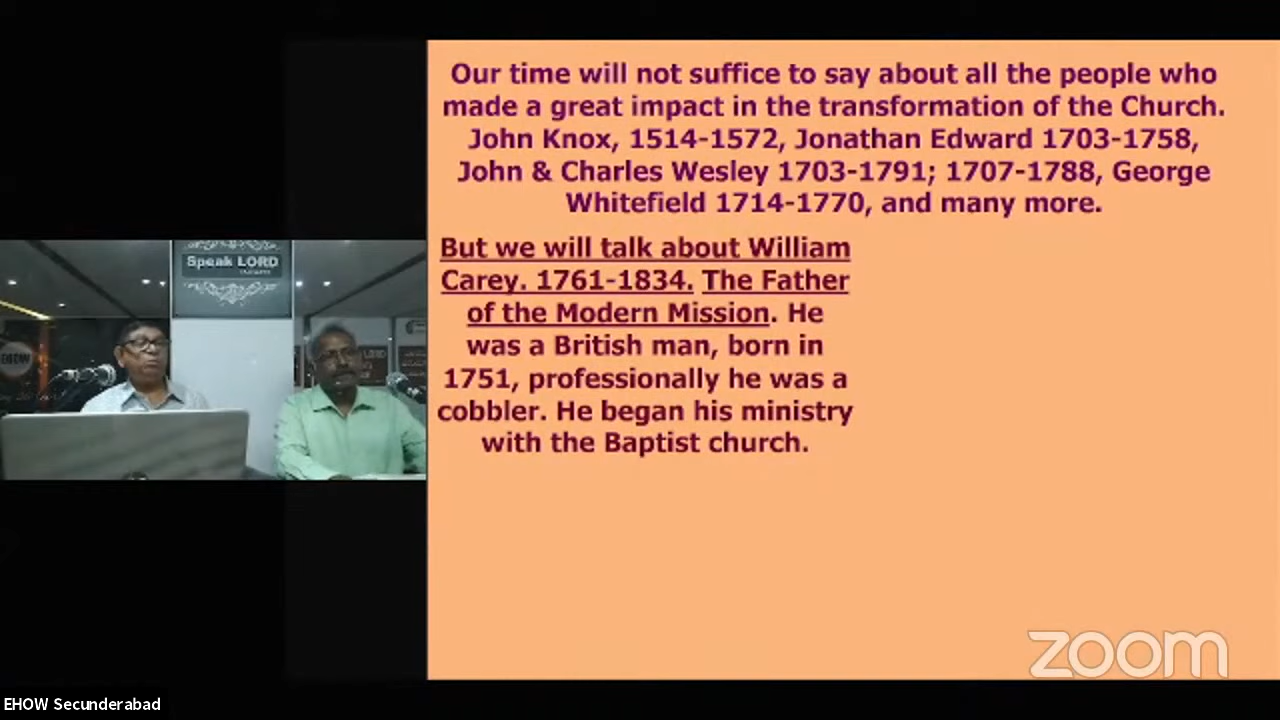 Our time will not suffice to say about all the people who
made a great impact in the transformation of the Church.
John Knox, 1514-1572, Jonathan Edward 1703-1758,
John & Charles Wesley 1703-1791; 1707-1788, George
Whitefield 1714-1770, and many more.
But we will talk about William
Carey. 1761-1834. The Father
of the Modern Mission. He
was a British man, born in
1751, professionally he was a
cobbler. He began his ministry
with the Baptist church.
Speak LORD
EHOW
LORD
zoom
EHOW Secunderabad